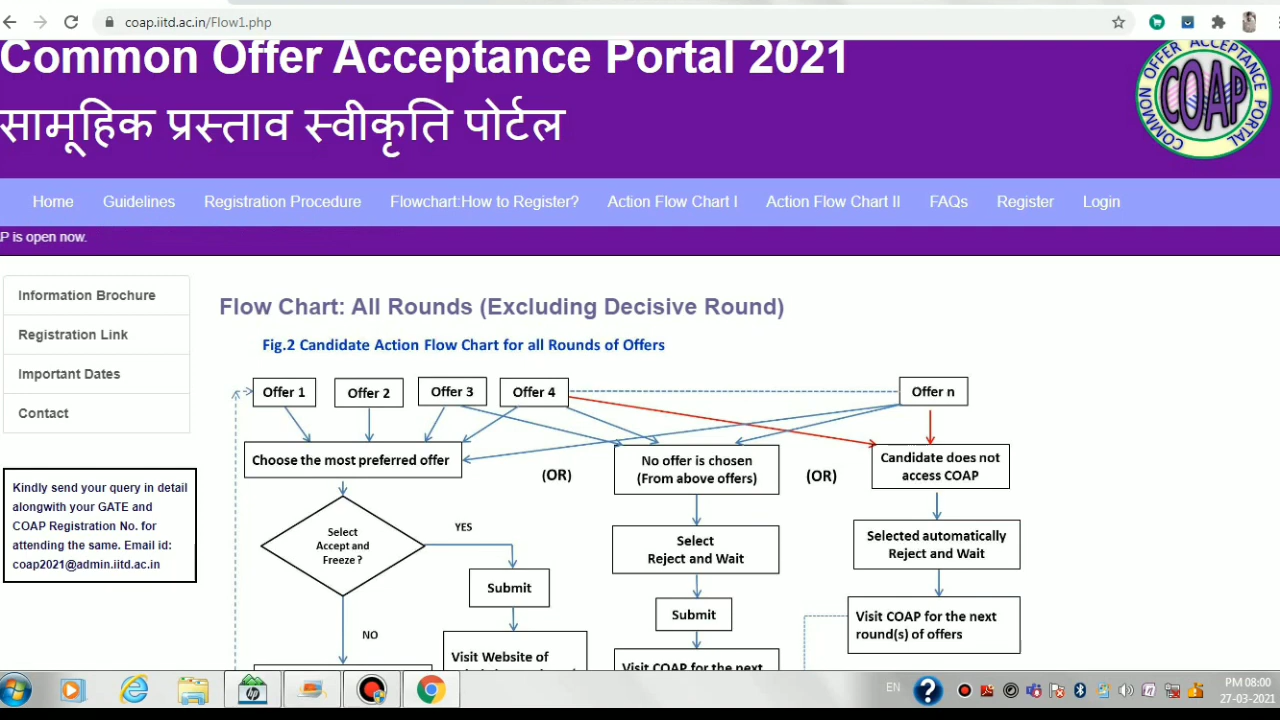 coap.iitd.ac.in/Flow1.php
Common Offer Acceptance Portal 2021
COMMON OFFER ACCEPTANCE PORTAL
COAP
सामूहिक प्रस्ताव स्वीकृति पोर्टल
Home Guidelines Registration Procedure Flowchart:How to Register? Action Flow Chart I Action Flow Chart II FAQs Register Login
P is open now.
Information Brochure
Registration Link
Important Dates
Contact
Kindly send your query in detail
alongwith your GATE and
COAP Registration No. for
attending the same. Email id:
coap2021@admin.iitd.ac.in
Flow Chart: All Rounds (Excluding Decisive Round)
Fig.2 Candidate Action Flow Chart for all Rounds of Offers
Offer 1 Offer 2 Offer 3 Offer 4 Offer n
Choose the most preferred offer
(OR)
No offer is chosen
(From above offers)
(OR)
Candidate does not
access COAP
Select
Accept and
Freeze ?
YES
Select
Reject and Wait
Selected automatically
Reject and Wait
Submit
Submit
Visit COAP for the next
round(s) of offers
NO
Visit Website of
Visit COAP for the next
EN
PM 08:00
27-03-2021